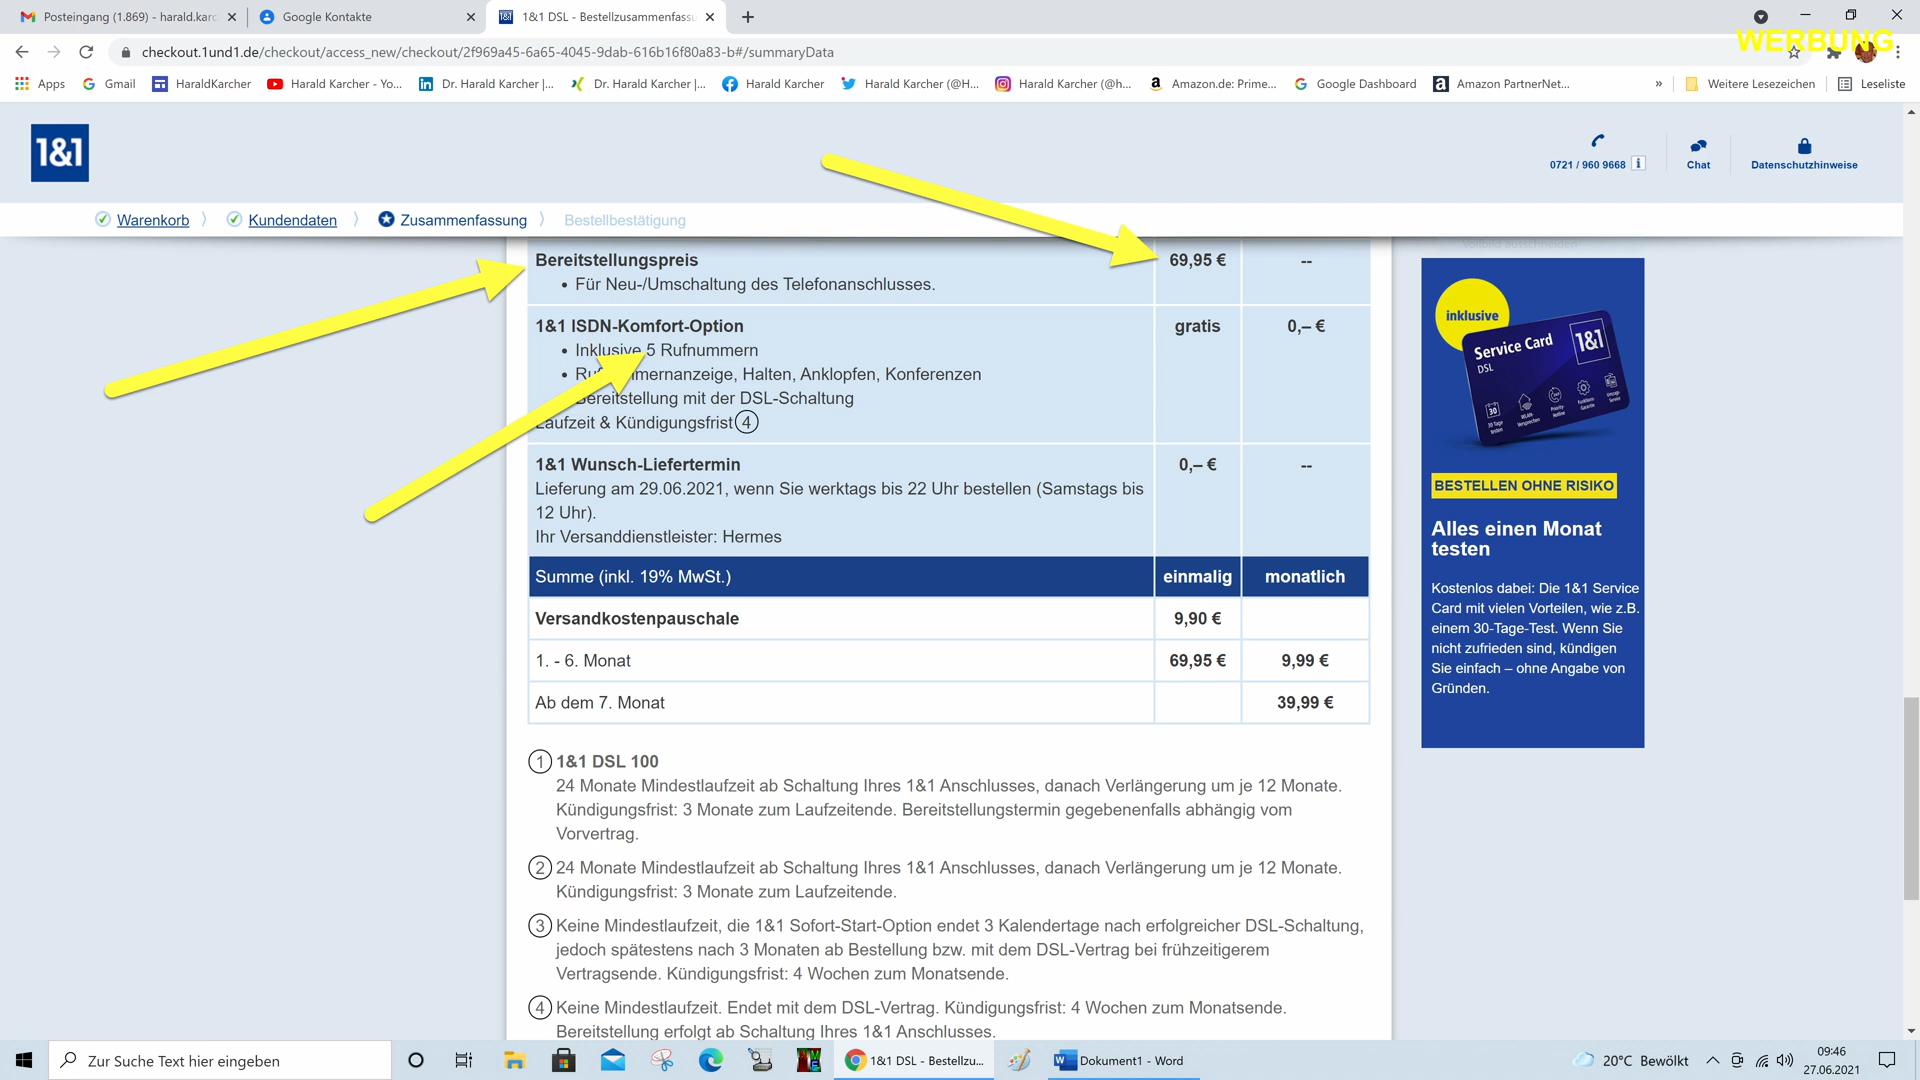 Posteingang (1.869) - harald.karc
Google Kontakte
1&1 DSL - Bestellzusammenfassu
checkout.1und1.de/checkout/access_new/checkout/2f969a45-6a65-4045-9dab-616b16f80a83-b#/summaryData
WERBUNG
Apps
Gmail
HaraldKarcher
Harald Karcher - Yo...
Dr. Harald Karcher |...
Dr. Harald Karcher |...
Harald Karcher
Harald Karcher (@H...
Harald Karcher (@h...
Amazon.de: Prime...
Google Dashboard
Amazon PartnerNet...
»
Weitere Lesezeichen
Leseliste
1&1
0721 / 960 9668
Chat
Datenschutzhinweise
Warenkorb
Kundendaten
Zusammenfassung
Bestellbestätigung
Vollbild ausschneiden
Bereitstellungspreis 69,95 € --
• Für Neu-/Umschaltung des Telefonanschlusses.
1&1 ISDN-Komfort-Option gratis 0,– €
• Inklusive 5 Rufnummern
mernanzeige, Halten, Anklopfen, Konferenzen
Bereitstellung mit der DSL-Schaltung
Laufzeit & Kündigungsfrist 4
1&1 Wunsch-Liefertermin 0,– € --
Lieferung am 29.06.2021, wenn Sie werktags bis 22 Uhr bestellen (Samstags bis
12 Uhr).
Ihr Versanddienstleister: Hermes
Summe (inkl. 19% MwSt.) einmalig monatlich
Versandkostenpauschale 9,90 €
1. - 6. Monat 69,95 € 9,99 €
Ab dem 7. Monat 39,99 €
1 1&1 DSL 100
24 Monate Mindestlaufzeit ab Schaltung Ihres 1&1 Anschlusses, danach Verlängerung um je 12 Monate.
Kündigungsfrist: 3 Monate zum Laufzeitende. Bereitstellungstermin gegebenenfalls abhängig vom
Vorvertrag.
2 24 Monate Mindestlaufzeit ab Schaltung Ihres 1&1 Anschlusses, danach Verlängerung um je 12 Monate.
Kündigungsfrist: 3 Monate zum Laufzeitende.
3 Keine Mindestlaufzeit, die 1&1 Sofort-Start-Option endet 3 Kalendertage nach erfolgreicher DSL-Schaltung,
jedoch spätestens nach 3 Monaten ab Bestellung bzw. mit dem DSL-Vertrag bei frühzeitigerem
Vertragsende. Kündigungsfrist: 4 Wochen zum Monatsende.
4 Keine Mindestlaufzeit. Endet mit dem DSL-Vertrag. Kündigungsfrist: 4 Wochen zum Monatsende.
Bereitstellung erfolgt ab Schaltung Ihres 1&1 Anschlusses.
inklusive
Service Card
DSL
1&1
BESTELLEN OHNE RISIKO
Alles einen Monat
testen
Kostenlos dabei: Die 1&1 Service
Card mit vielen Vorteilen, wie z.B.
einem 30-Tage-Test. Wenn Sie
nicht zufrieden sind, kündigen
Sie einfach – ohne Angabe von
Gründen.
Zur Suche Text hier eingeben
1&1 DSL - Bestellzu...
Dokument1 - Word
20°C Bewölkt
09:46
27.06.2021